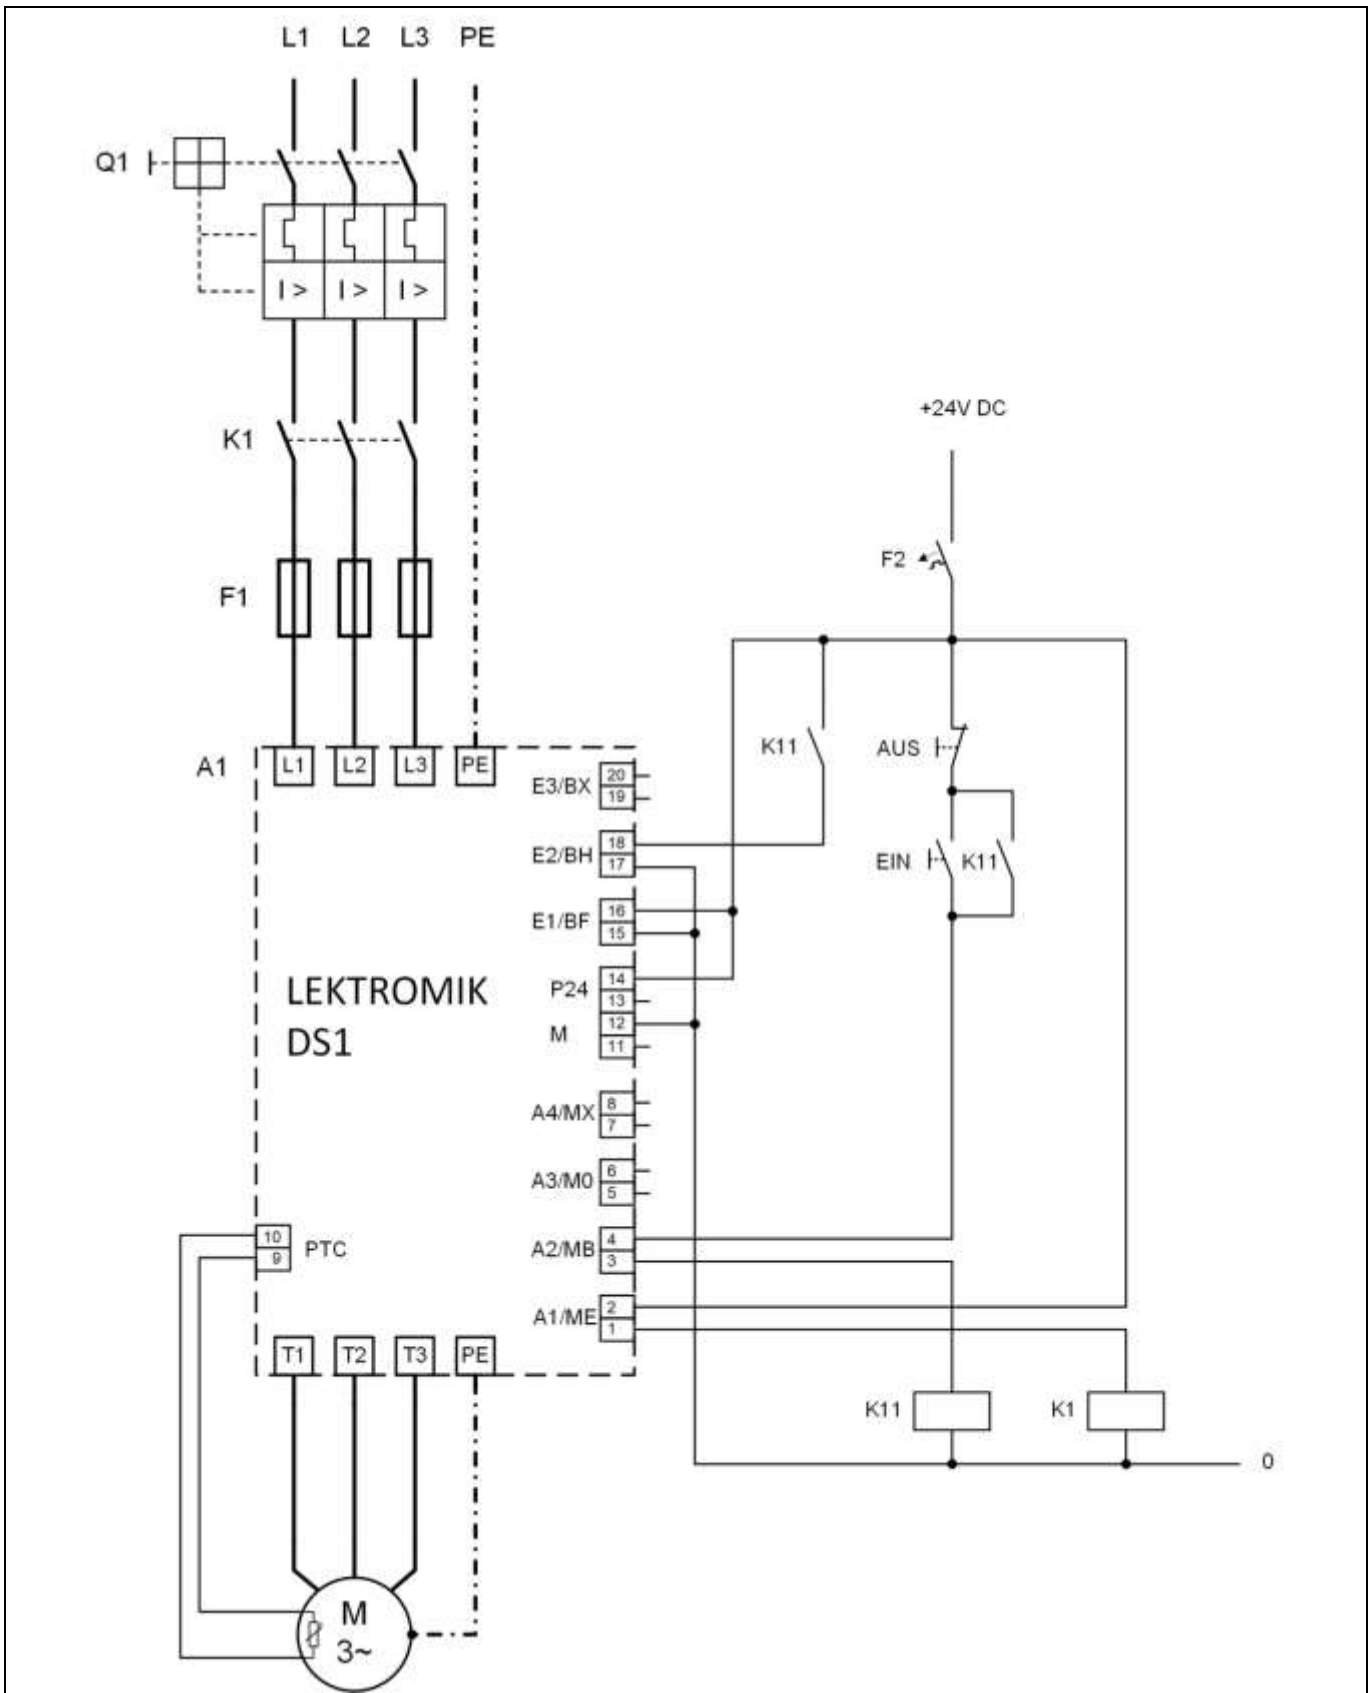 L1 L2 L3 PE
Q1
I > I > I >
K1
+24V DC
F2
F1
A1
L1 L2 L3 PE
K11
AUS
E3/BX
20
19
E2/BH
18
17
EIN
K11
E1/BF
16
15
LEKTROMIK
DS1
P24
M
14
13
12
11
A4/MX
8
7
A3/M0
6
5
10
9
PTC
A2/MB
4
3
A1/ME
2
1
T1 T2 T3 PE
K11
K1
0
M
3~